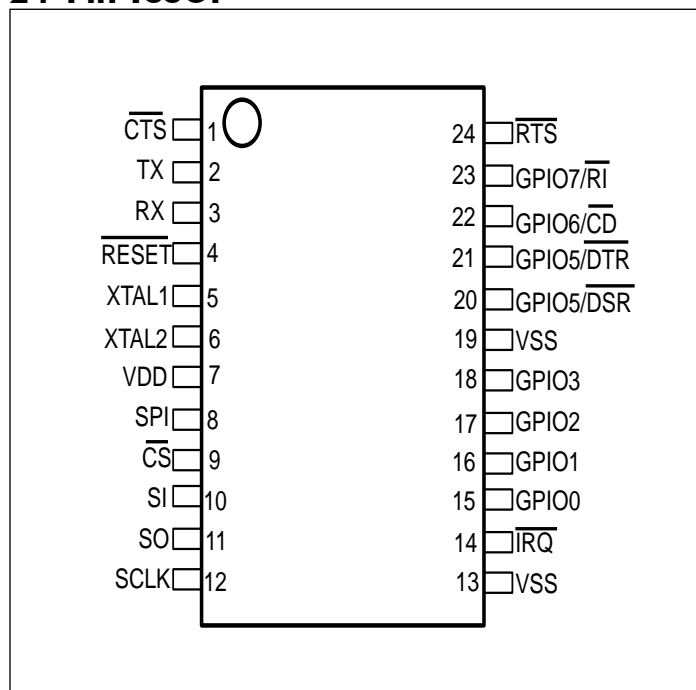 CTS 1 24 RTS
TX 2 23 GPIO7/RI
RX 3 22 GPIO6/CD
RESET 4 21 GPIO5/DTR
XTAL1 5 20 GPIO5/DSR
XTAL2 6 19 VSS
VDD 7 18 GPIO3
SPI 8 17 GPIO2
CS 9 16 GPIO1
SI 10 15 GPIO0
SO 11 14 IRQ
SCLK 12 13 VSS